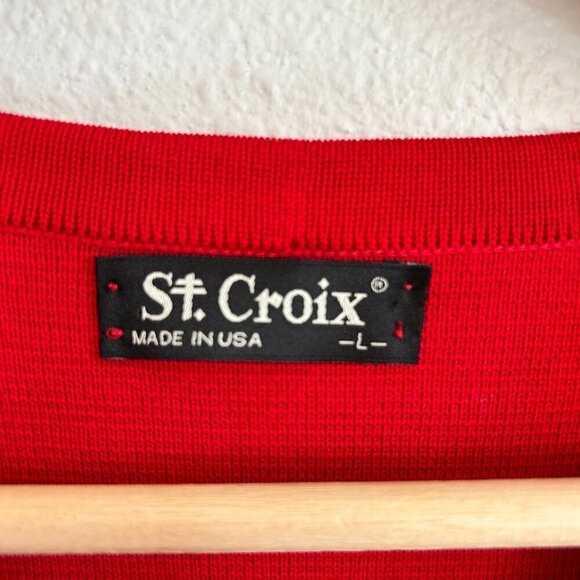 St. Croix®
MADE IN USA -L-